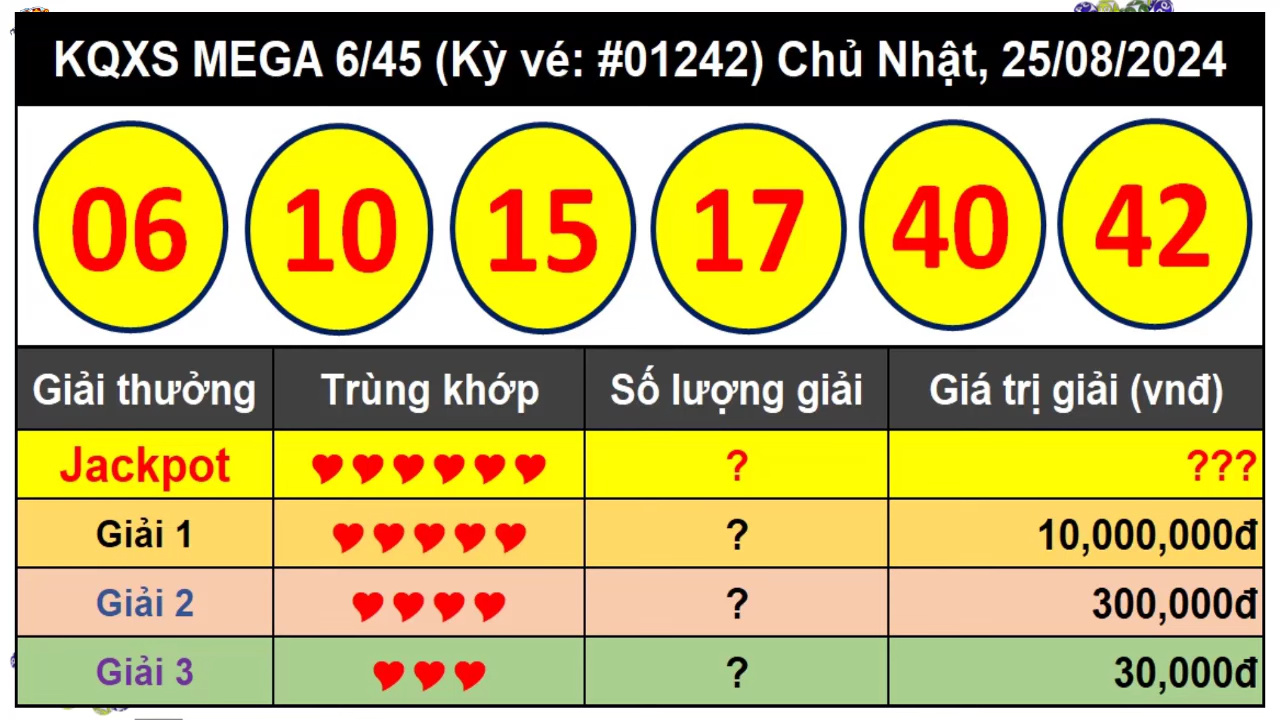 KQXS MEGA 6/45 (Kỳ vé: #01242) Chủ Nhật, 25/08/2024
06 10 15 17 40 42
Giải thưởng Trùng khớp Số lượng giải Giá trị giải (vnđ)
Jackpot ? ???
Giải 1 ? 10,000,000đ
Giải 2 ? 300,000đ
Giải 3 ? 30,000đ